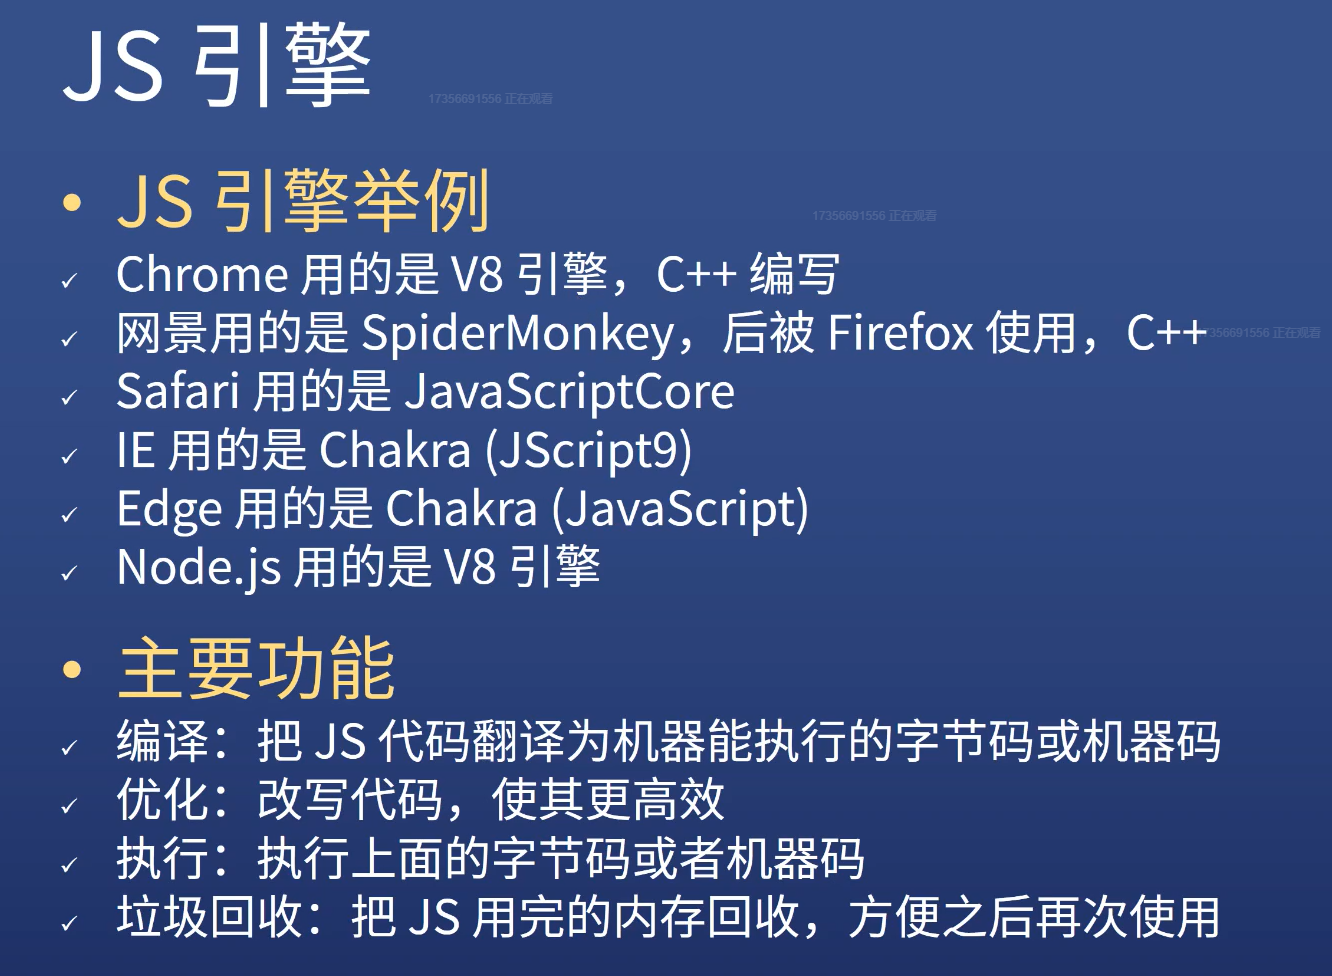 JS 引擎
17356691556 正在观看
• JS 引擎举例
17356691556 正在观看
✓ Chrome 用的是 V8 引擎，C++ 编写
✓ 网景用的是 SpiderMonkey，后被 Firefox 使用，C++
7356691556 正在观看
✓ Safari 用的是 JavaScriptCore
✓ IE 用的是 Chakra (JScript9)
✓ Edge 用的是 Chakra (JavaScript)
✓ Node.js 用的是 V8 引擎
• 主要功能
✓ 编译：把 JS 代码翻译为机器能执行的字节码或机器码
✓ 优化：改写代码，使其更高效
✓ 执行：执行上面的字节码或者机器码
✓ 垃圾回收：把 JS 用完的内存回收，方便之后再次使用